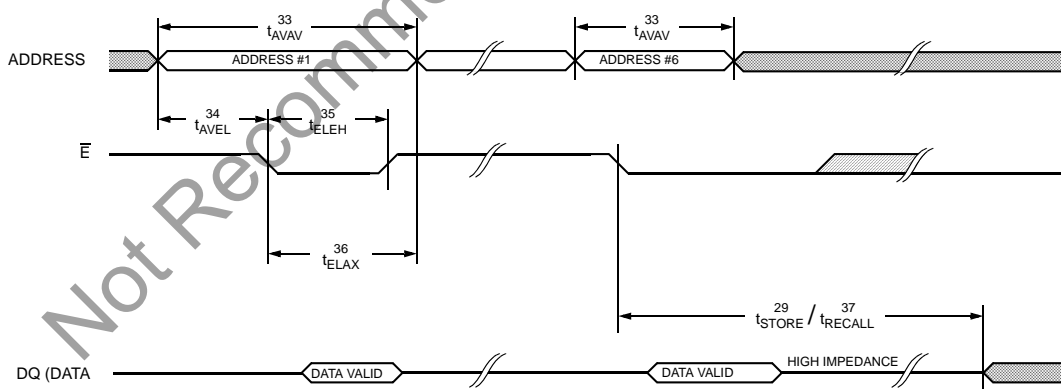 33 33
tAVAV tAVAV
ADDRESS ADDRESS #1 ADDRESS #6
34 35
tAVEL tELEH
E
36
tELAX
29 37
tSTORE / tRECALL
DQ (DATA DATA VALID DATA VALID HIGH IMPEDANCE
Not Recomme